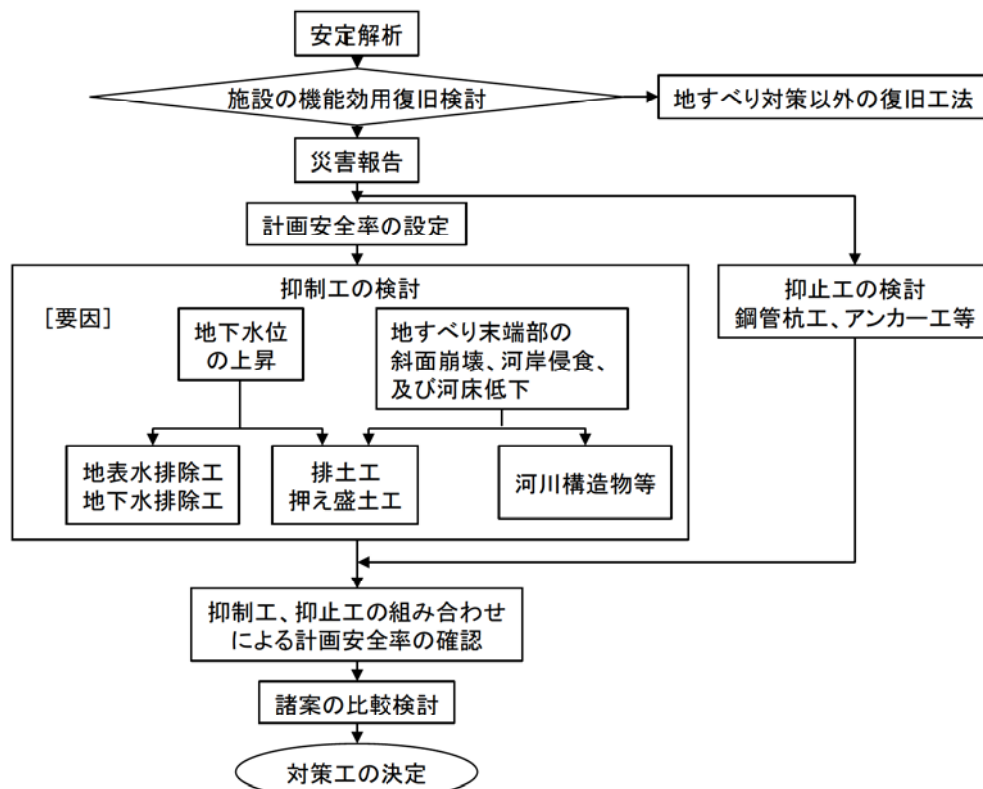 安定解析
施設の機能効用復旧検討
地すべり対策以外の復旧工法
災害報告
計画安全率の設定
抑制工の検討
[要因]
地下水位
の上昇
地すべり末端部の
斜面崩壊、河岸侵食、
及び河床低下
地表水排除工
地下水排除工
排土工
押え盛土工
河川構造物等
抑止工の検討
鋼管杭工、アンカー工等
抑制工、抑止工の組み合わせ
による計画安全率の確認
諸案の比較検討
対策工の決定